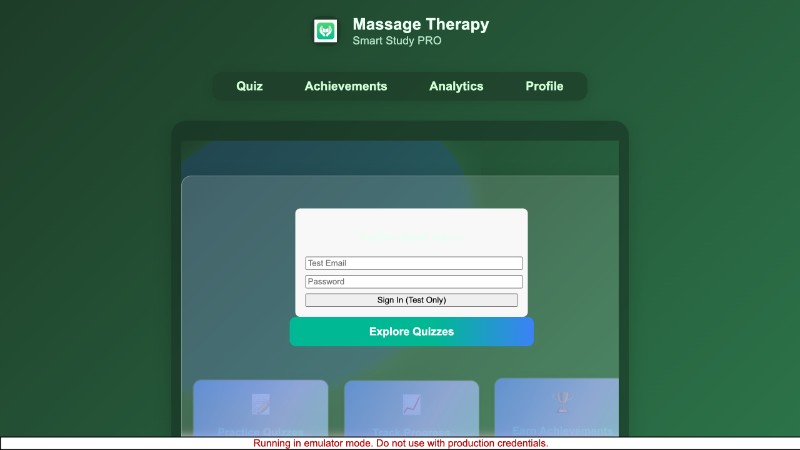 Massage Therapy
Smart Study PRO
Quiz Achievements Analytics Profile
Test Email
Password
Sign In (Test Only)
Explore Quizzes
Practice Quizzes Track Progress Earn Achievements
Running in emulator mode. Do not use with production credentials.